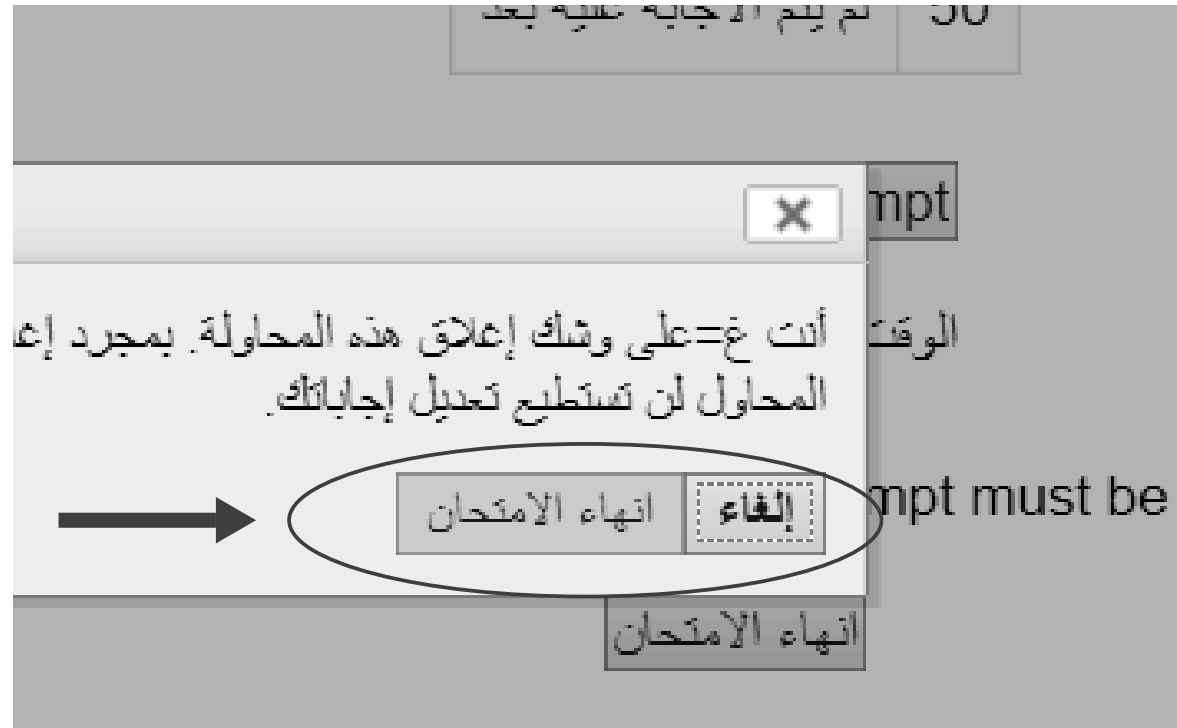 50 لم يتم الاجابة عليه بعد
mpt
الوقت
أنت غ=على وشك إغلاق هذه المحاولة. بمجرد
المحاول لن تستطيع تعديل إجاباتك.
mpt must be
إلغاء انهاء الامتحان
انهاء الامتحان